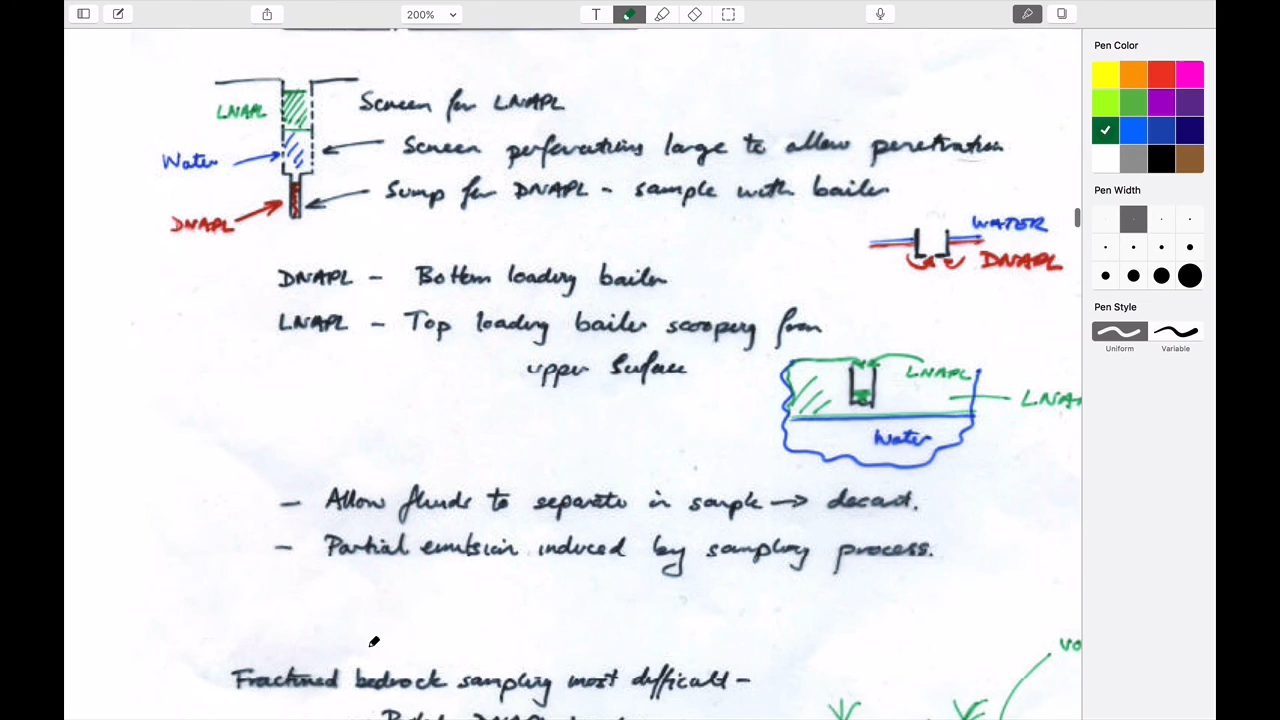 200%
T
Pen Color
Pen Width
Pen Style
Uniform
Variable
LNAPL
Screen for LNAPL
Water
Screen perforations large to allow penetration
Sump for DNAPL - sample with bailer
DNAPL
WATER
DNAPL
DNAPL - Bottom loading bailer
LNAPL - Top loading bailer scooping from
upper surface
LNAPL
LNA
Water
- Allow fluids to separate in sample → decant.
- Partial emulsion induced by sampling process.
Fractured bedrock sampling most difficult -
VO